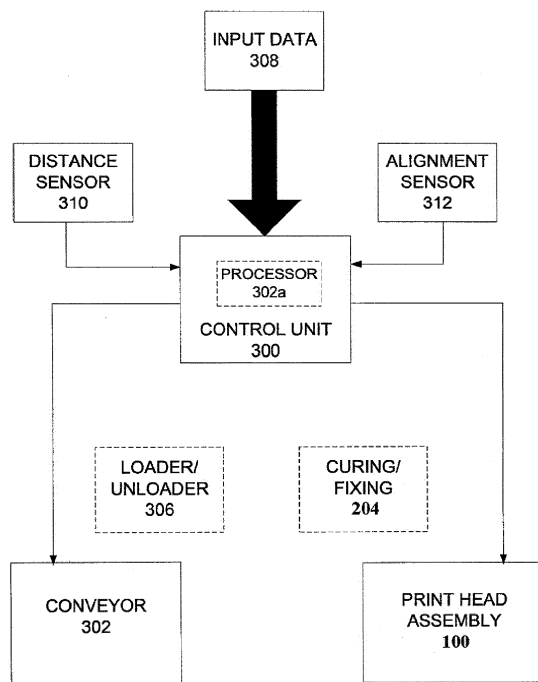 INPUT DATA
308
DISTANCE
SENSOR
310
ALIGNMENT
SENSOR
312
PROCESSOR
302a
CONTROL UNIT
300
LOADER/
UNLOADER
306
CURING/
FIXING
204
CONVEYOR
302
PRINT HEAD
ASSEMBLY
100